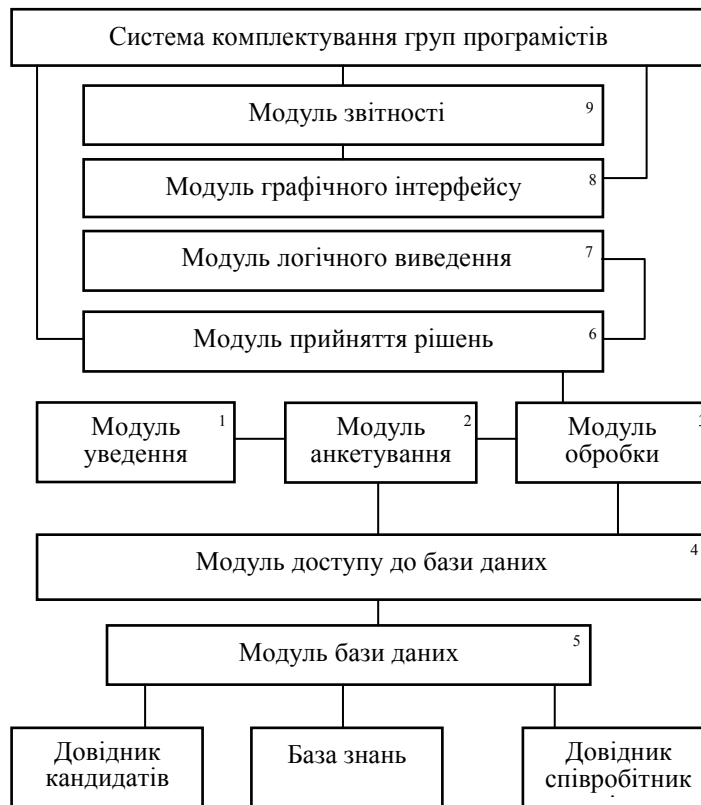 Система комплектування груп програмістів
Модуль звітності 9
Модуль графічного інтерфейсу 8
Модуль логічного виведення 7
Модуль прийняття рішень 6
Модуль 1
уведення
Модуль 2
анкетування
Модуль 3
обробки
Модуль доступу до бази даних 4
Модуль бази даних 5
Довідник
кандидатів
База знань
Довідник
співробітник